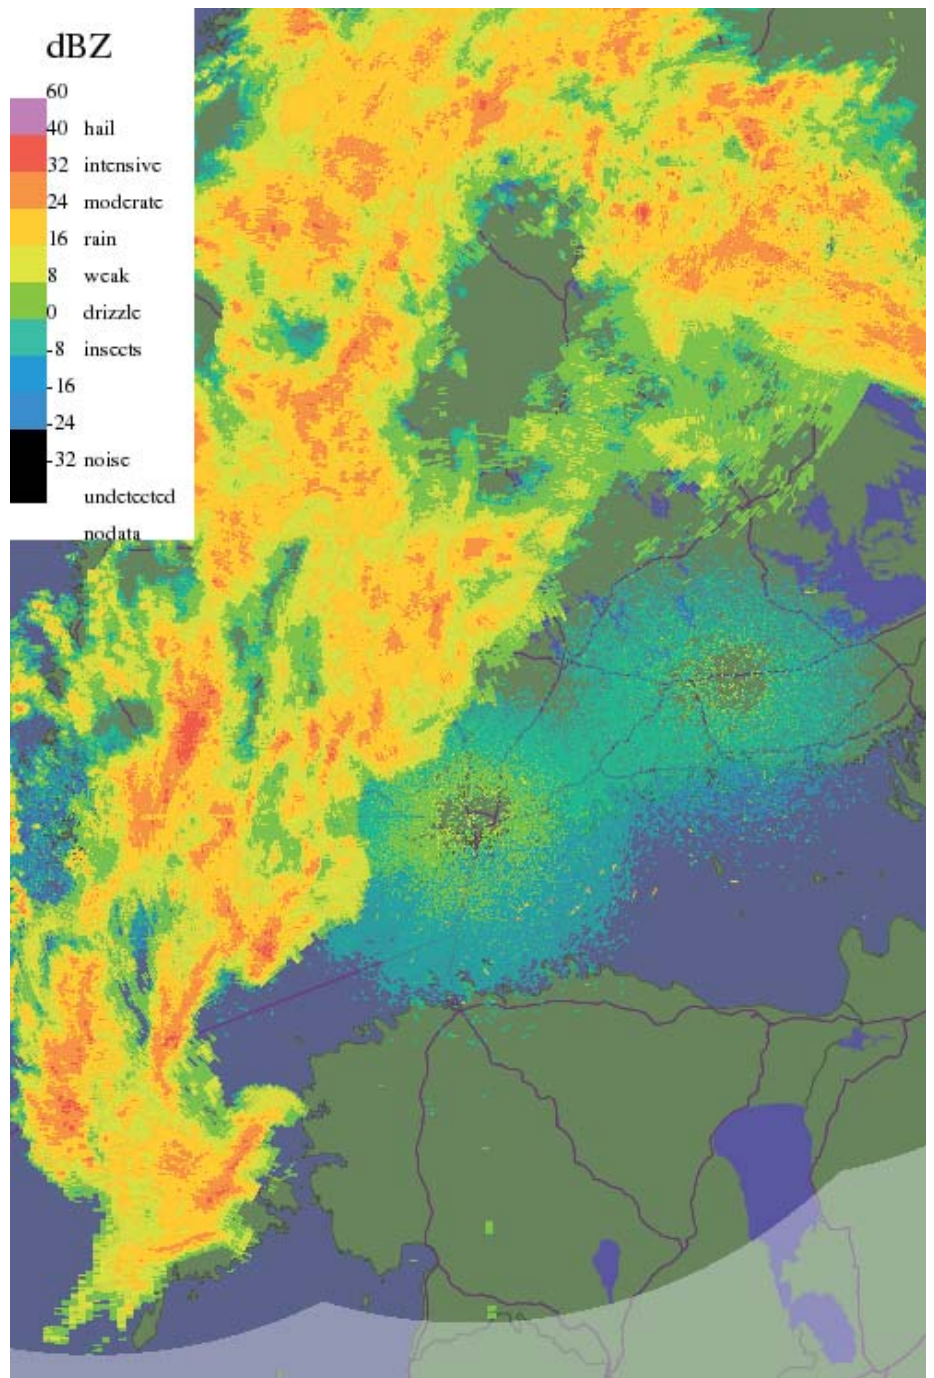 dBZ
60
40 hail
32 intensive
24 moderate
16 rain
8 weak
0 drizzle
-8 insects
-16
-24
-32 noise
undetected
nodata